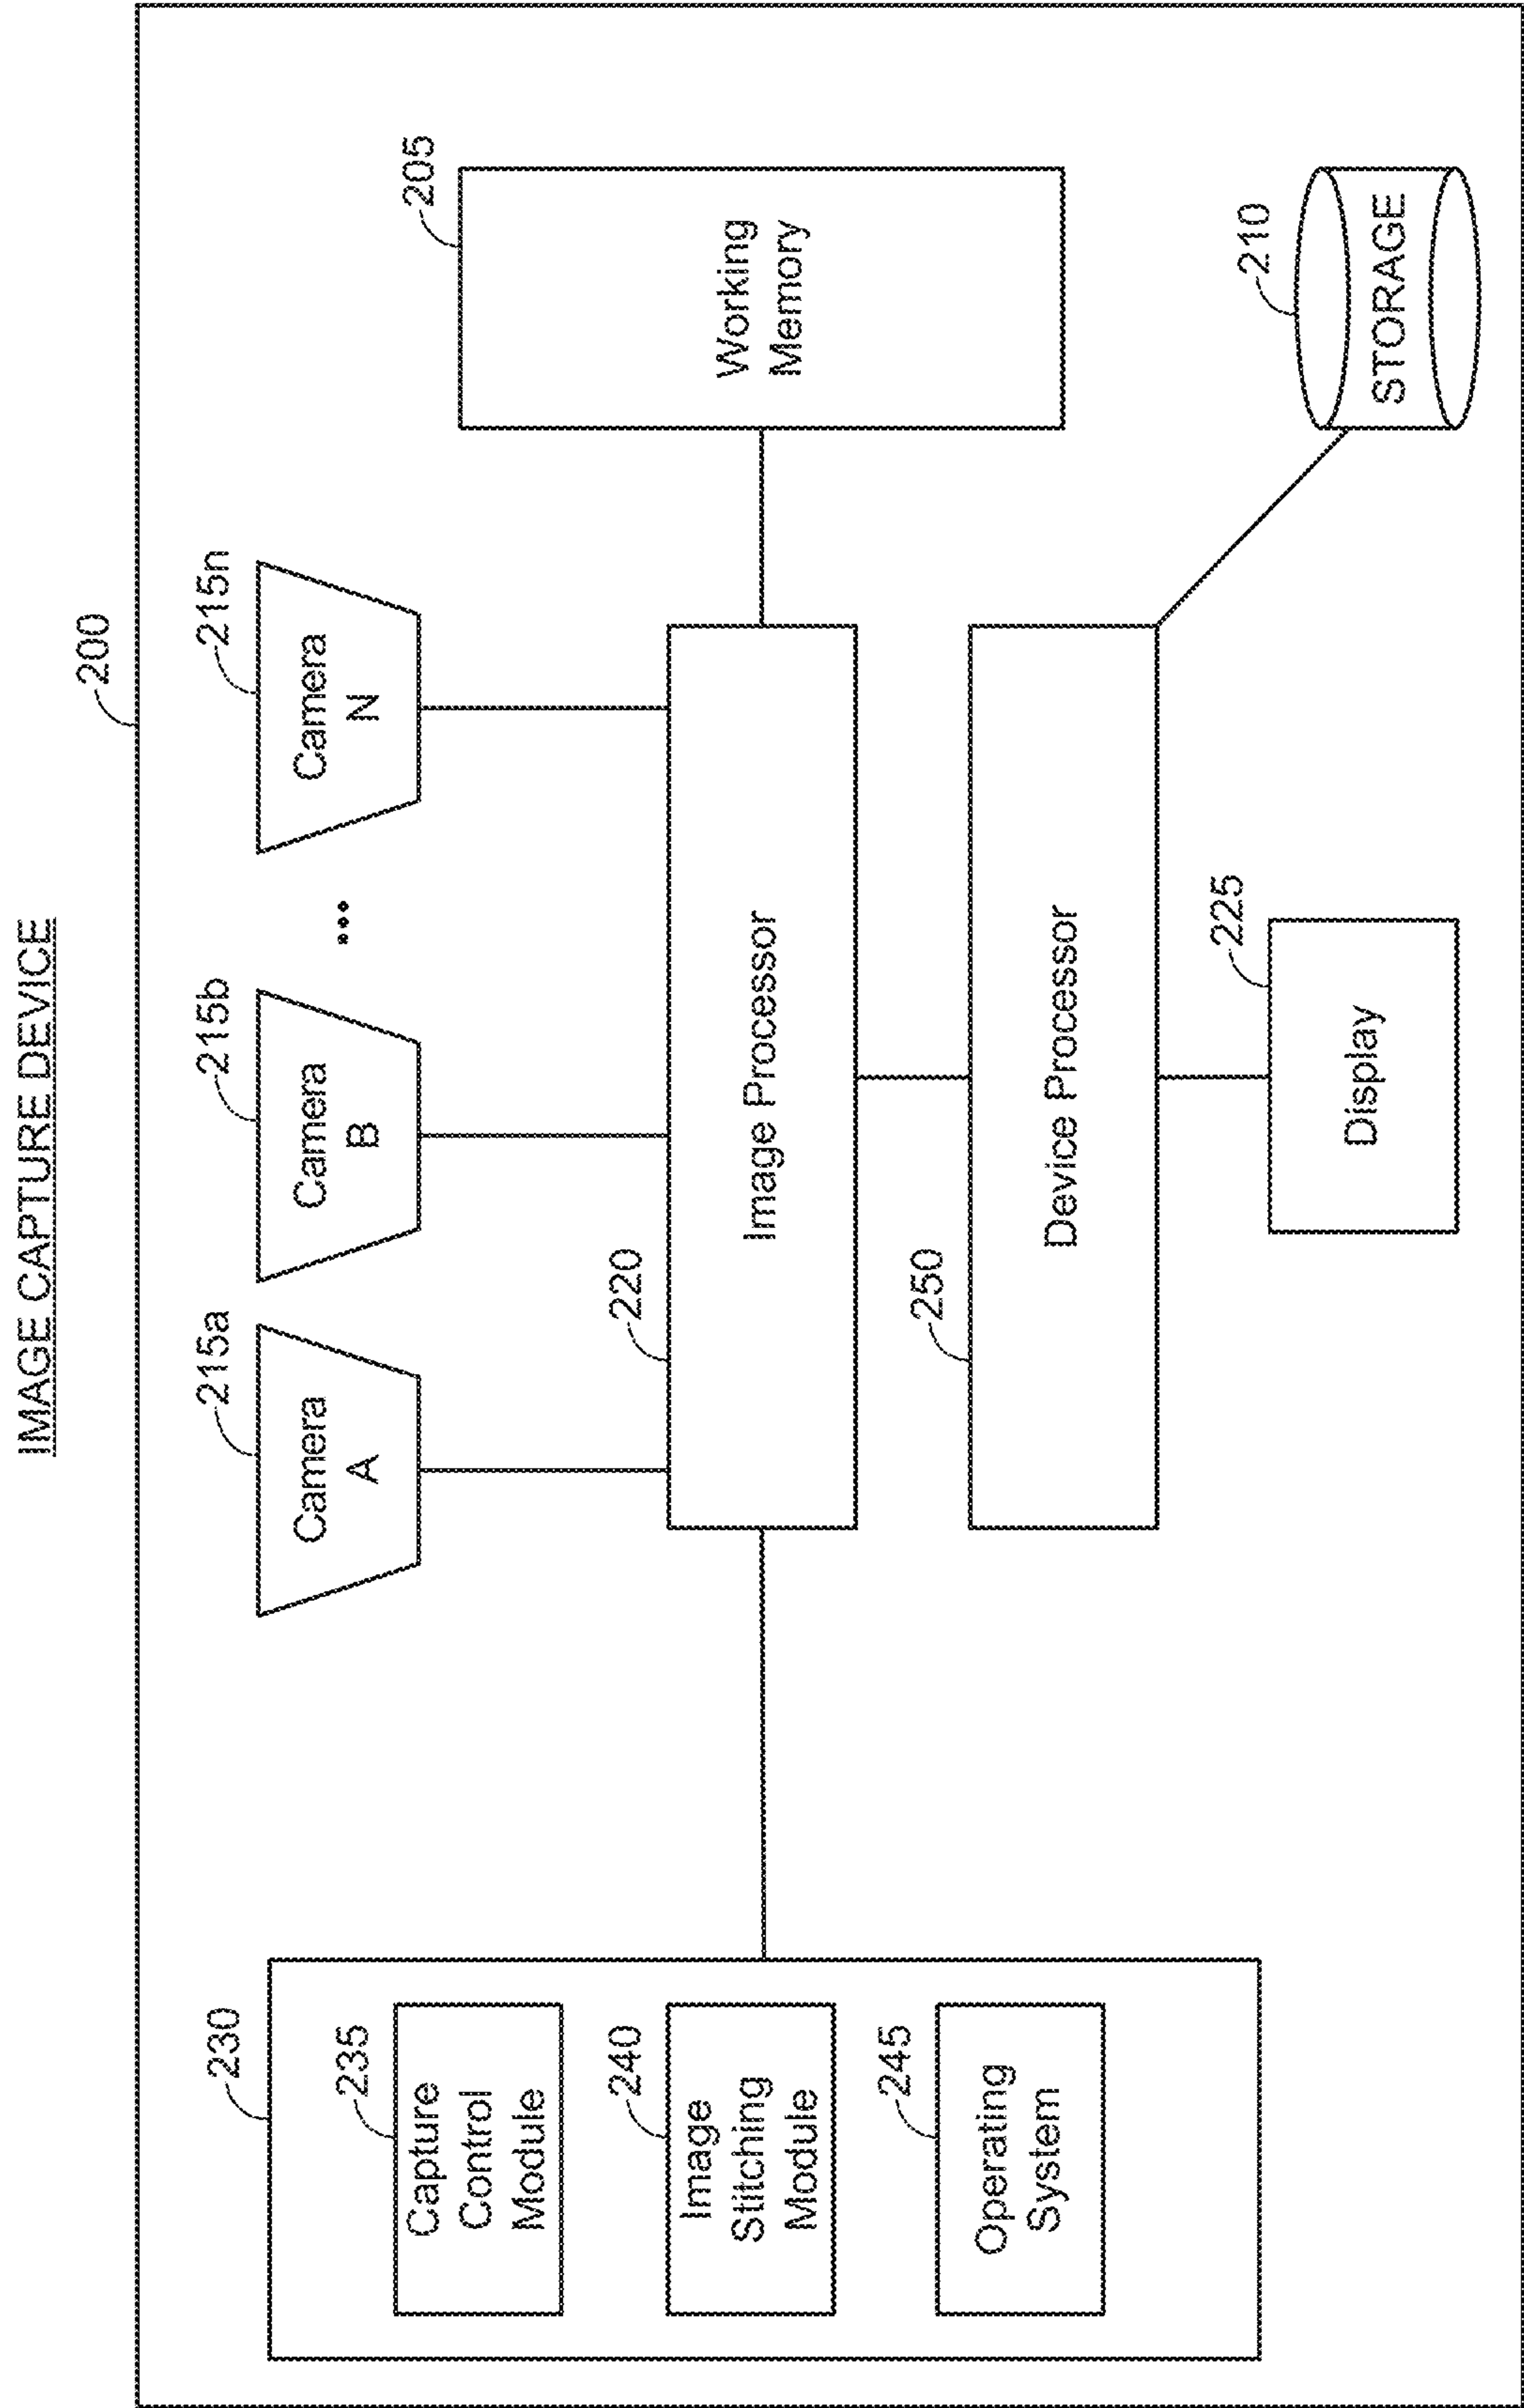 IMAGE CAPTURE DEVICE
200
215a
Camera
A
215b
Camera
B
...
215n
Camera
N
230
235
Capture
Control
Module
240
Image
Stitching
Module
245
Operating
System
220
Image Processor
205
Working
Memory
250
Device Processor
225
Display
210
STORAGE